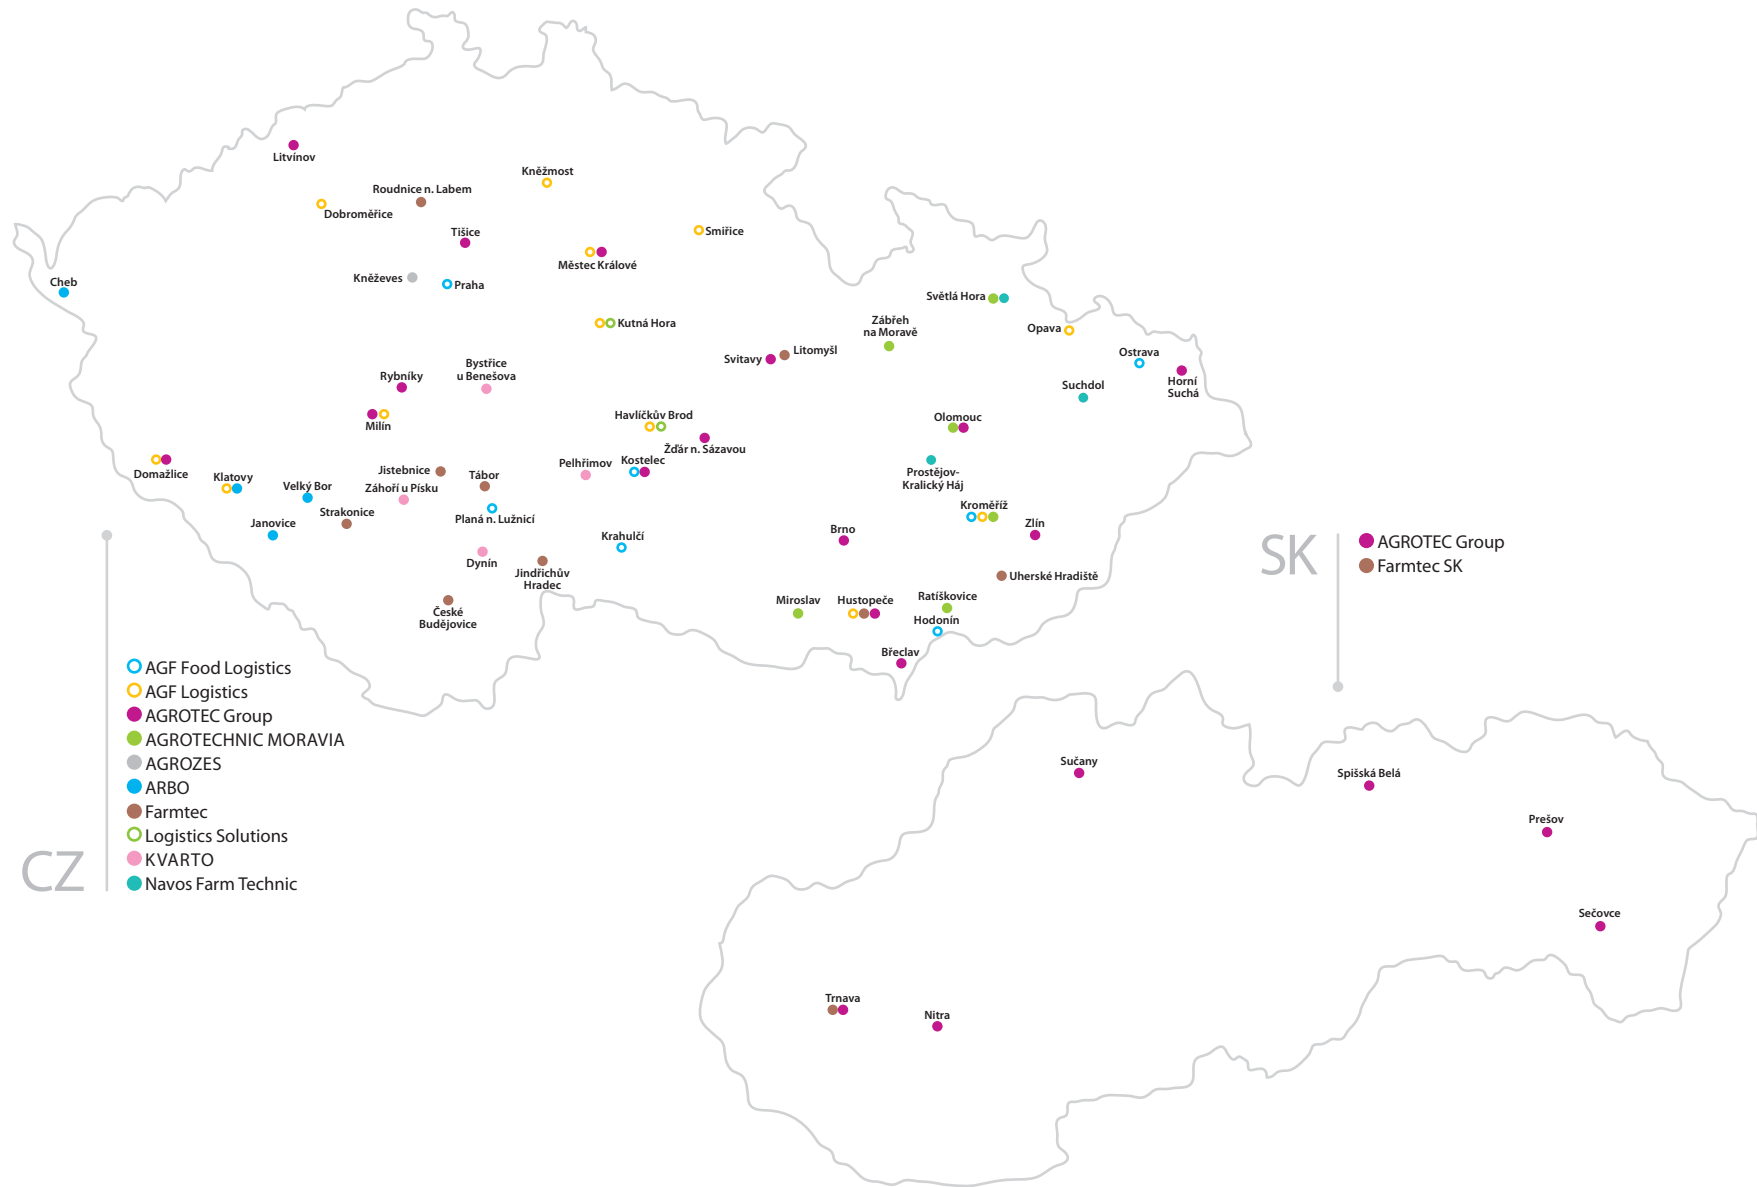 Litvínov
Kněžmost
Roudnice n. Labem
Dobroměřice
Smiřice
Tišice
Městec Králové
Kněževes
Praha
Cheb
Světlá Hora
Kutná Hora
Zábřeh
na Moravě
Opava
Svitavy
Litomyšl
Ostrava
Bystřice
u Benešova
Rybníky
Horní
Suchá
Suchdol
Milín
Havlíčkův Brod
Olomouc
Žďár n. Sázavou
Domažlice
Klatovy
Jistebnice
Tábor
Pelhřimov
Kostelec
Prostějov-
Kralický Háj
Velký Bor
Záhoří u Písku
Strakonice
Planá n. Lužnicí
Janovice
Kroměříž
Zlín
Brno
Krahulčí
Dynín
Jindřichův
Hradec
Uherské Hradiště
České
Budějovice
Miroslav
Hustopeče
Ratíškovice
Hodonín
Břeclav
SK
AGROTEC Group
Farmtec SK
CZ
AGF Food Logistics
AGF Logistics
AGROTEC Group
AGROTECHNIC MORAVIA
AGROZES
ARBO
Farmtec
Logistics Solutions
KVARTO
Navos Farm Technic
Sučany
Spišská Belá
Prešov
Sečovce
Trnava
Nitra